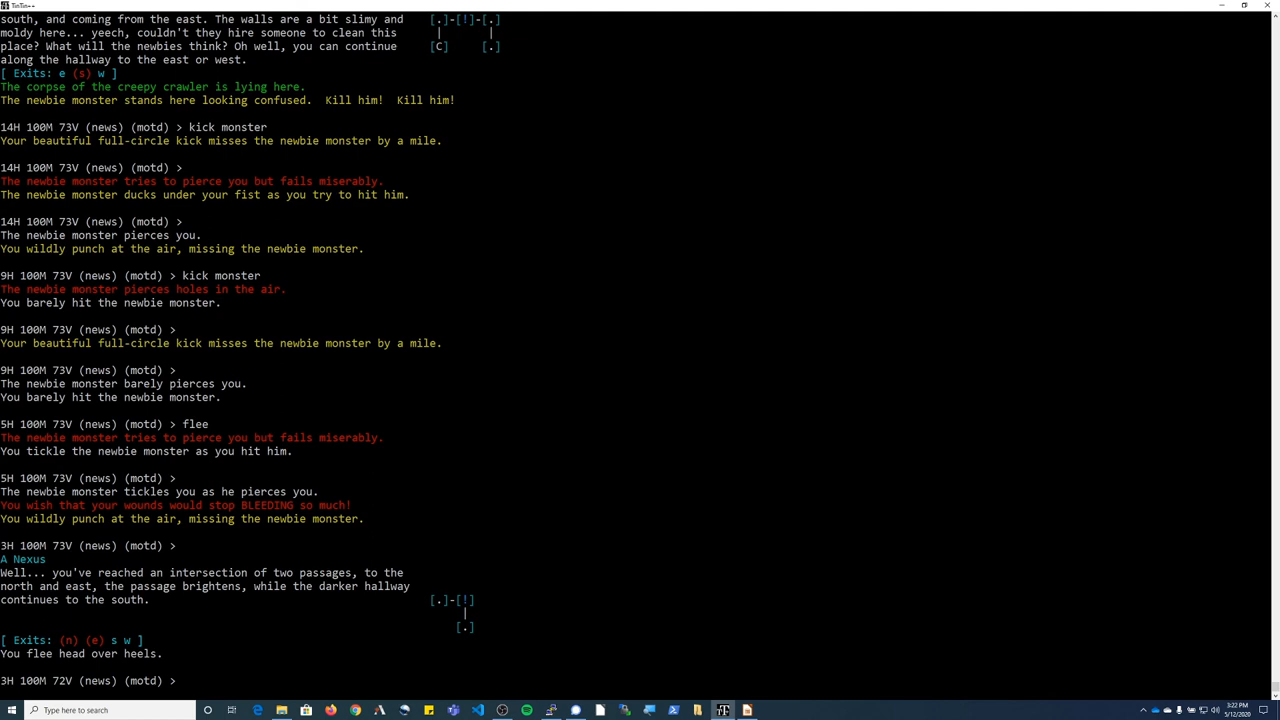 TinTin++
south, and coming from the east. The walls are a bit slimy and [.]-[!]-[.]
moldy here... yeech, couldn't they hire someone to clean this | |
place? What will the newbies think? Oh well, you can continue [C] [.]
along the hallway to the east or west.
[ Exits: e (s) w ]
The corpse of the creepy crawler is lying here.
The newbie monster stands here looking confused.  Kill him!  Kill him!
14H 100M 73V (news) (motd) > kick monster
Your beautiful full-circle kick misses the newbie monster by a mile.
14H 100M 73V (news) (motd) >
The newbie monster tries to pierce you but fails miserably.
The newbie monster ducks under your fist as you try to hit him.
14H 100M 73V (news) (motd) >
The newbie monster pierces you.
You wildly punch at the air, missing the newbie monster.
9H 100M 73V (news) (motd) > kick monster
The newbie monster pierces holes in the air.
You barely hit the newbie monster.
9H 100M 73V (news) (motd) >
Your beautiful full-circle kick misses the newbie monster by a mile.
9H 100M 73V (news) (motd) >
The newbie monster barely pierces you.
You barely hit the newbie monster.
5H 100M 73V (news) (motd) > flee
The newbie monster tries to pierce you but fails miserably.
You tickle the newbie monster as you hit him.
5H 100M 73V (news) (motd) >
The newbie monster tickles you as he pierces you.
You wish that your wounds would stop BLEEDING so much!
You wildly punch at the air, missing the newbie monster.
3H 100M 73V (news) (motd) >
A Nexus
Well... you've reached an intersection of two passages, to the
north and east, the passage brightens, while the darker hallway
continues to the south. [.]-[!]
|
[.]
[ Exits: (n) (e) s w ]
You flee head over heels.
3H 100M 72V (news) (motd) >
Type here to search
3:22 PM
5/12/2020